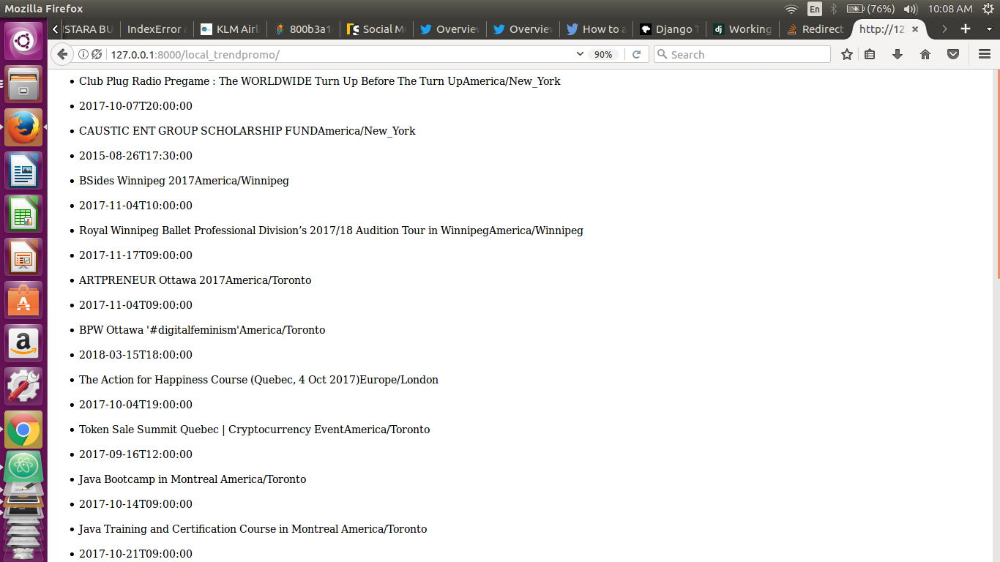 Mozilla Firefox
En
(76%)
10:08 AM
ISTARA BU
IndexError
KLM Airl
800b3a1
Social M
Overview
Overview
How to a
Django T
Working
Redirect
http://12
127.0.0.1:8000/local_trendpromo/
90%
Search
• Club Plug Radio Pregame : The WORLDWIDE Turn Up Before The Turn UpAmerica/New_York
• 2017-10-07T20:00:00
• CAUSTIC ENT GROUP SCHOLARSHIP FUNDAmerica/New_York
• 2015-08-26T17:30:00
• BSides Winnipeg 2017America/Winnipeg
• 2017-11-04T10:00:00
• Royal Winnipeg Ballet Professional Division’s 2017/18 Audition Tour in WinnipegAmerica/Winnipeg
• 2017-11-17T09:00:00
• ARTPRENEUR Ottawa 2017America/Toronto
• 2017-11-04T09:00:00
• BPW Ottawa '#digitalfeminism'America/Toronto
• 2018-03-15T18:00:00
• The Action for Happiness Course (Quebec, 4 Oct 2017)Europe/London
• 2017-10-04T19:00:00
• Token Sale Summit Quebec | Cryptocurrency EventAmerica/Toronto
• 2017-09-16T12:00:00
• Java Bootcamp in Montreal America/Toronto
• 2017-10-14T09:00:00
• Java Training and Certification Course in Montreal America/Toronto
• 2017-10-21T09:00:00